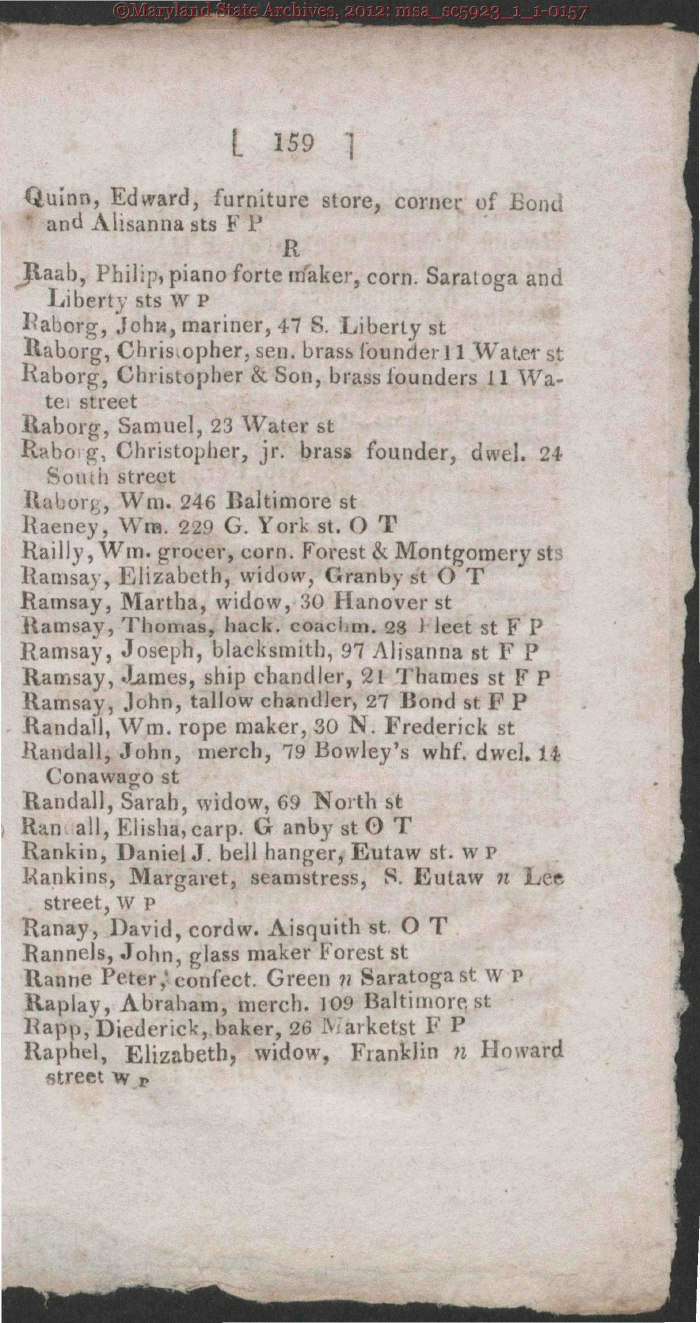 ©Maryland State Archives, 2012: msa_sc5923_1_1-0157
[ 159 ]
Quinn, Edward, furniture store, corner of Bond
and Alisanna sts F P
R
Raab, Philip, piano forte maker, corn. Saratoga and
Liberty sts W P
Raborg, John, mariner, 47 S. Liberty st
Raborg, Christopher, sen. brass founder 11 Water st
Raborg, Christopher & Son, brass founders 11 Wa-
ter street
Raborg, Samuel, 23 Water st
Raborg, Christopher, jr. brass founder, dwel. 24
South street
Raborg, Wm. 246 Baltimore st
Raeney, Wm. 229 G. York st. O T
Railly, Wm. grocer, corn. Forest & Montgomery sts
Ramsay, Elizabeth, widow, Granby st O T
Ramsay, Martha, widow, 30 Hanover st
Ramsay, Thomas, hack. coachm. 28 Fleet st F P
Ramsay, Joseph, blacksmith, 97 Alisanna st F P
Ramsay, James, ship chandler, 21 Thames st F P
Ramsay, John, tallow chandler, 27 Bond st F P
Randall, Wm. rope maker, 30 N. Frederick st
Randall, John, merch, 79 Bowley's whf. dwel. 14
Conawago st
Randall, Sarah, widow, 69 North st
Randall, Elisha, carp. G anby st O T
Rankin, Daniel J. bell hanger, Eutaw st. W P
Rankins, Margaret, seamstress, S. Eutaw n Lee
street, W P
Ranay, David, cordw. Aisquith st. O T
Rannels, John, glass maker Forest st
Ranne Peter, confect. Green n Saratoga st W P
Raplay, Abraham, merch. 109 Baltimore st
Rapp, Diederick, baker, 26 Marketst F P
Raphel, Elizabeth, widow, Franklin n Howard
street W P